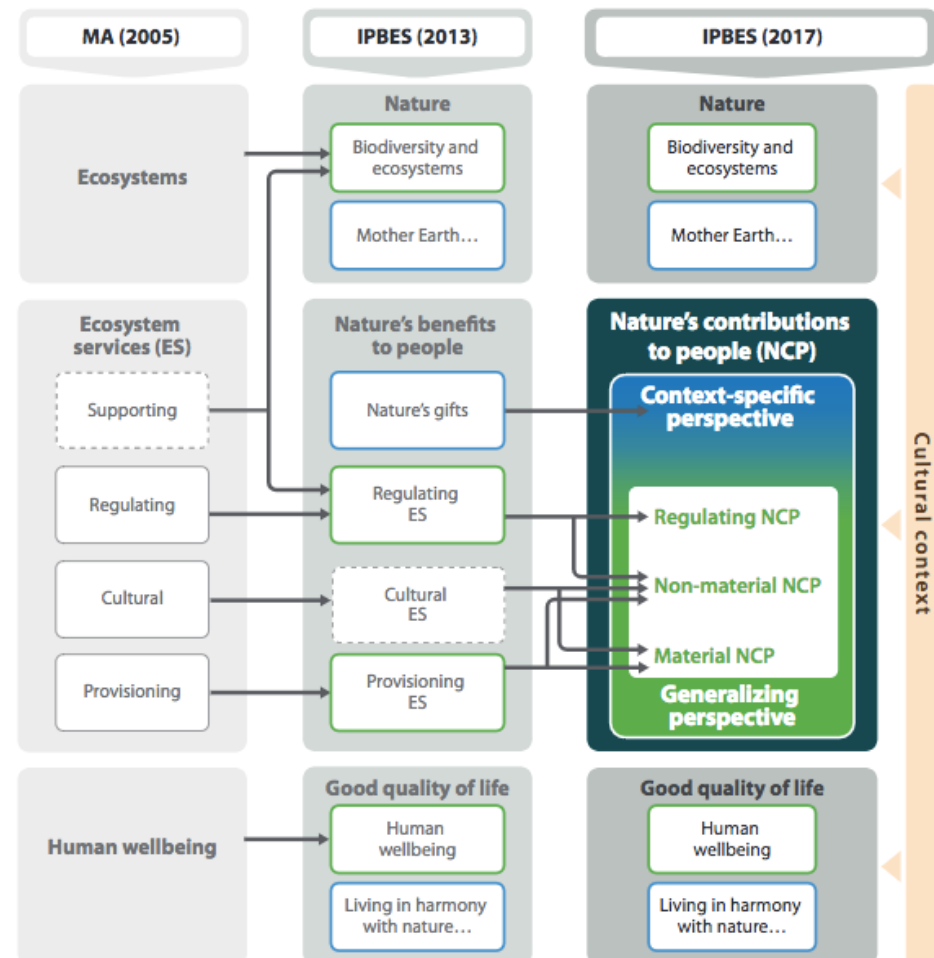 MA (2005)
IPBES (2013)
IPBES (2017)
Ecosystems
Nature
Biodiversity and
ecosystems
Mother Earth…
Nature
Biodiversity and
ecosystems
Mother Earth…
Ecosystem
services (ES)
Supporting
Regulating
Cultural
Provisioning
Nature’s benefits
to people
Nature’s gifts
Regulating
ES
Cultural
ES
Provisioning
ES
Nature’s contributions
to people (NCP)
Context-specific
perspective
Regulating NCP
Non-material NCP
Material NCP
Generalizing
perspective
Human wellbeing
Good quality of life
Human
wellbeing
Living in harmony
with nature…
Good quality of life
Human
wellbeing
Living in harmony
with nature…
Cultural context